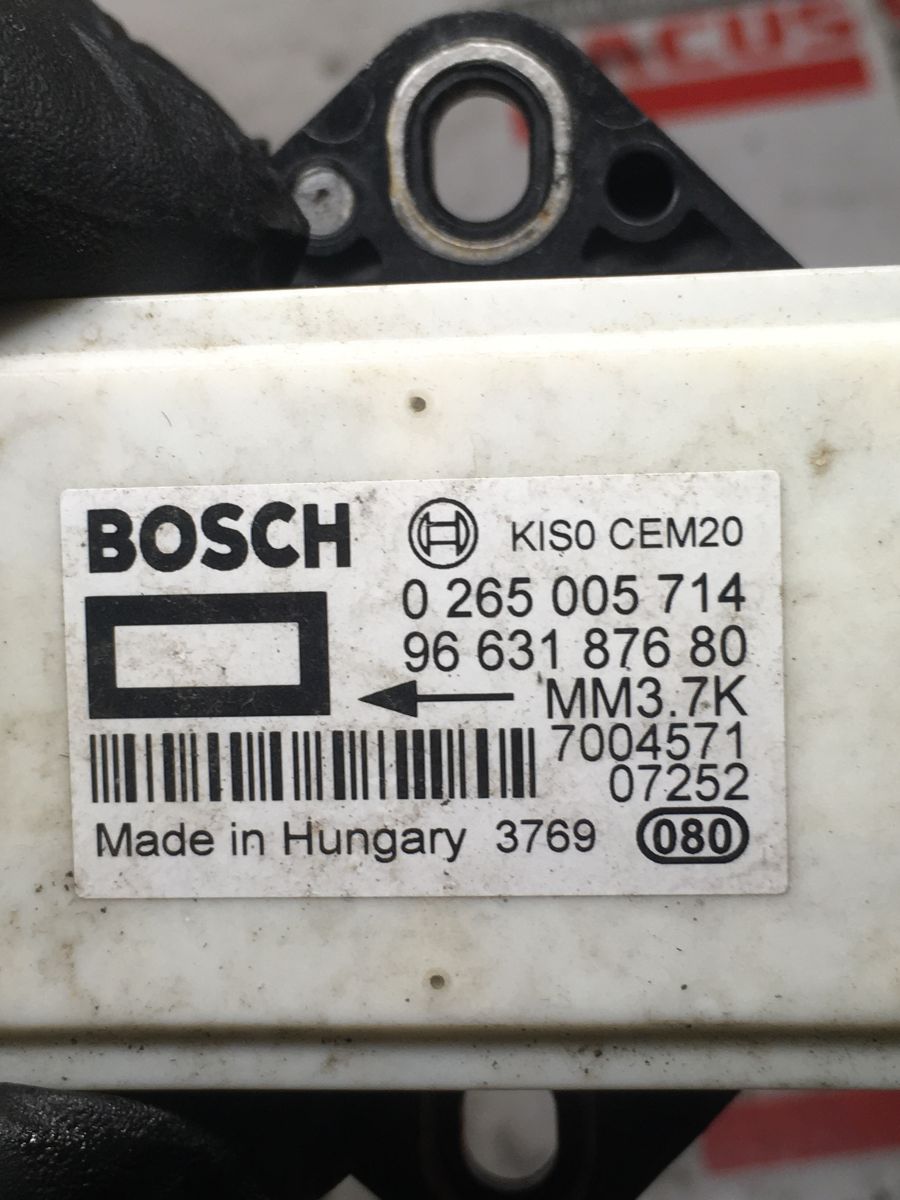 ACUS
BOSCH
KIS0 CEM20
0 265 005 714
96 631 876 80
MM3.7K
7004571
07252
Made in Hungary 3769 080